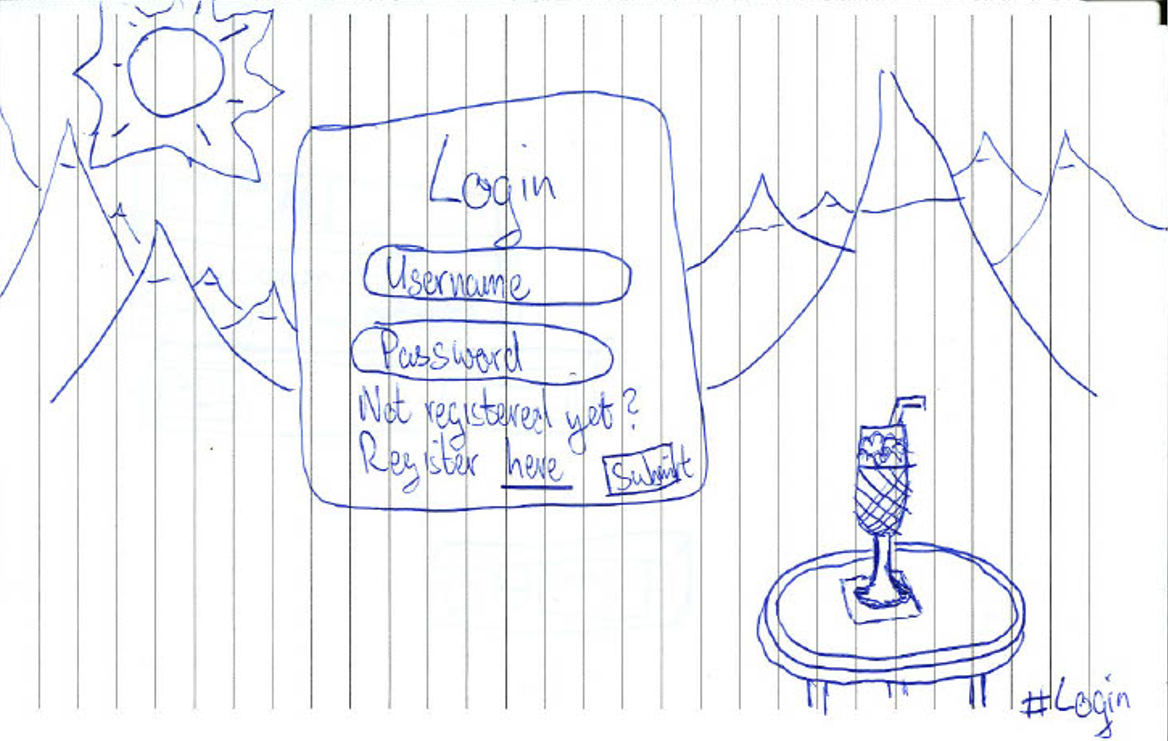 Login
Username
Password
Not registered yet?
Register here
Submit
#Login